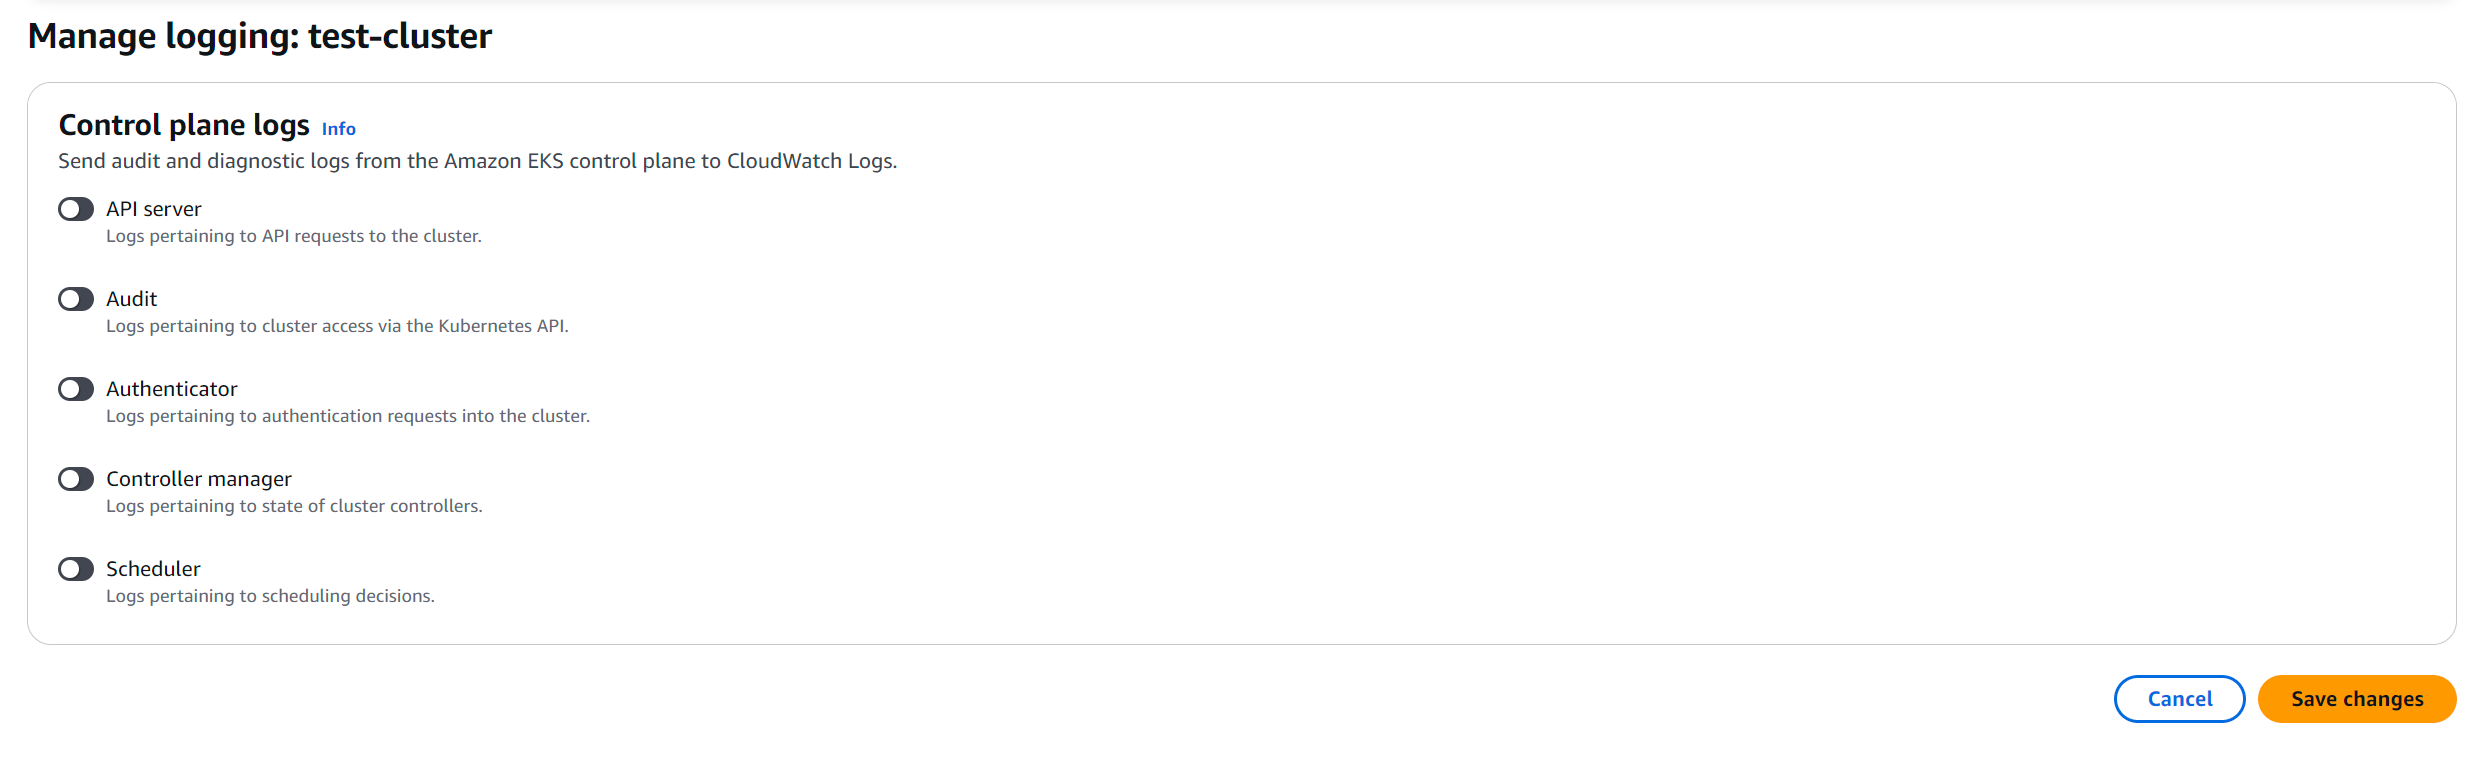 Manage logging: test-cluster
Control plane logs Info
Send audit and diagnostic logs from the Amazon EKS control plane to CloudWatch Logs.
API server
Logs pertaining to API requests to the cluster.
Audit
Logs pertaining to cluster access via the Kubernetes API.
Authenticator
Logs pertaining to authentication requests into the cluster.
Controller manager
Logs pertaining to state of cluster controllers.
Scheduler
Logs pertaining to scheduling decisions.
Cancel Save changes